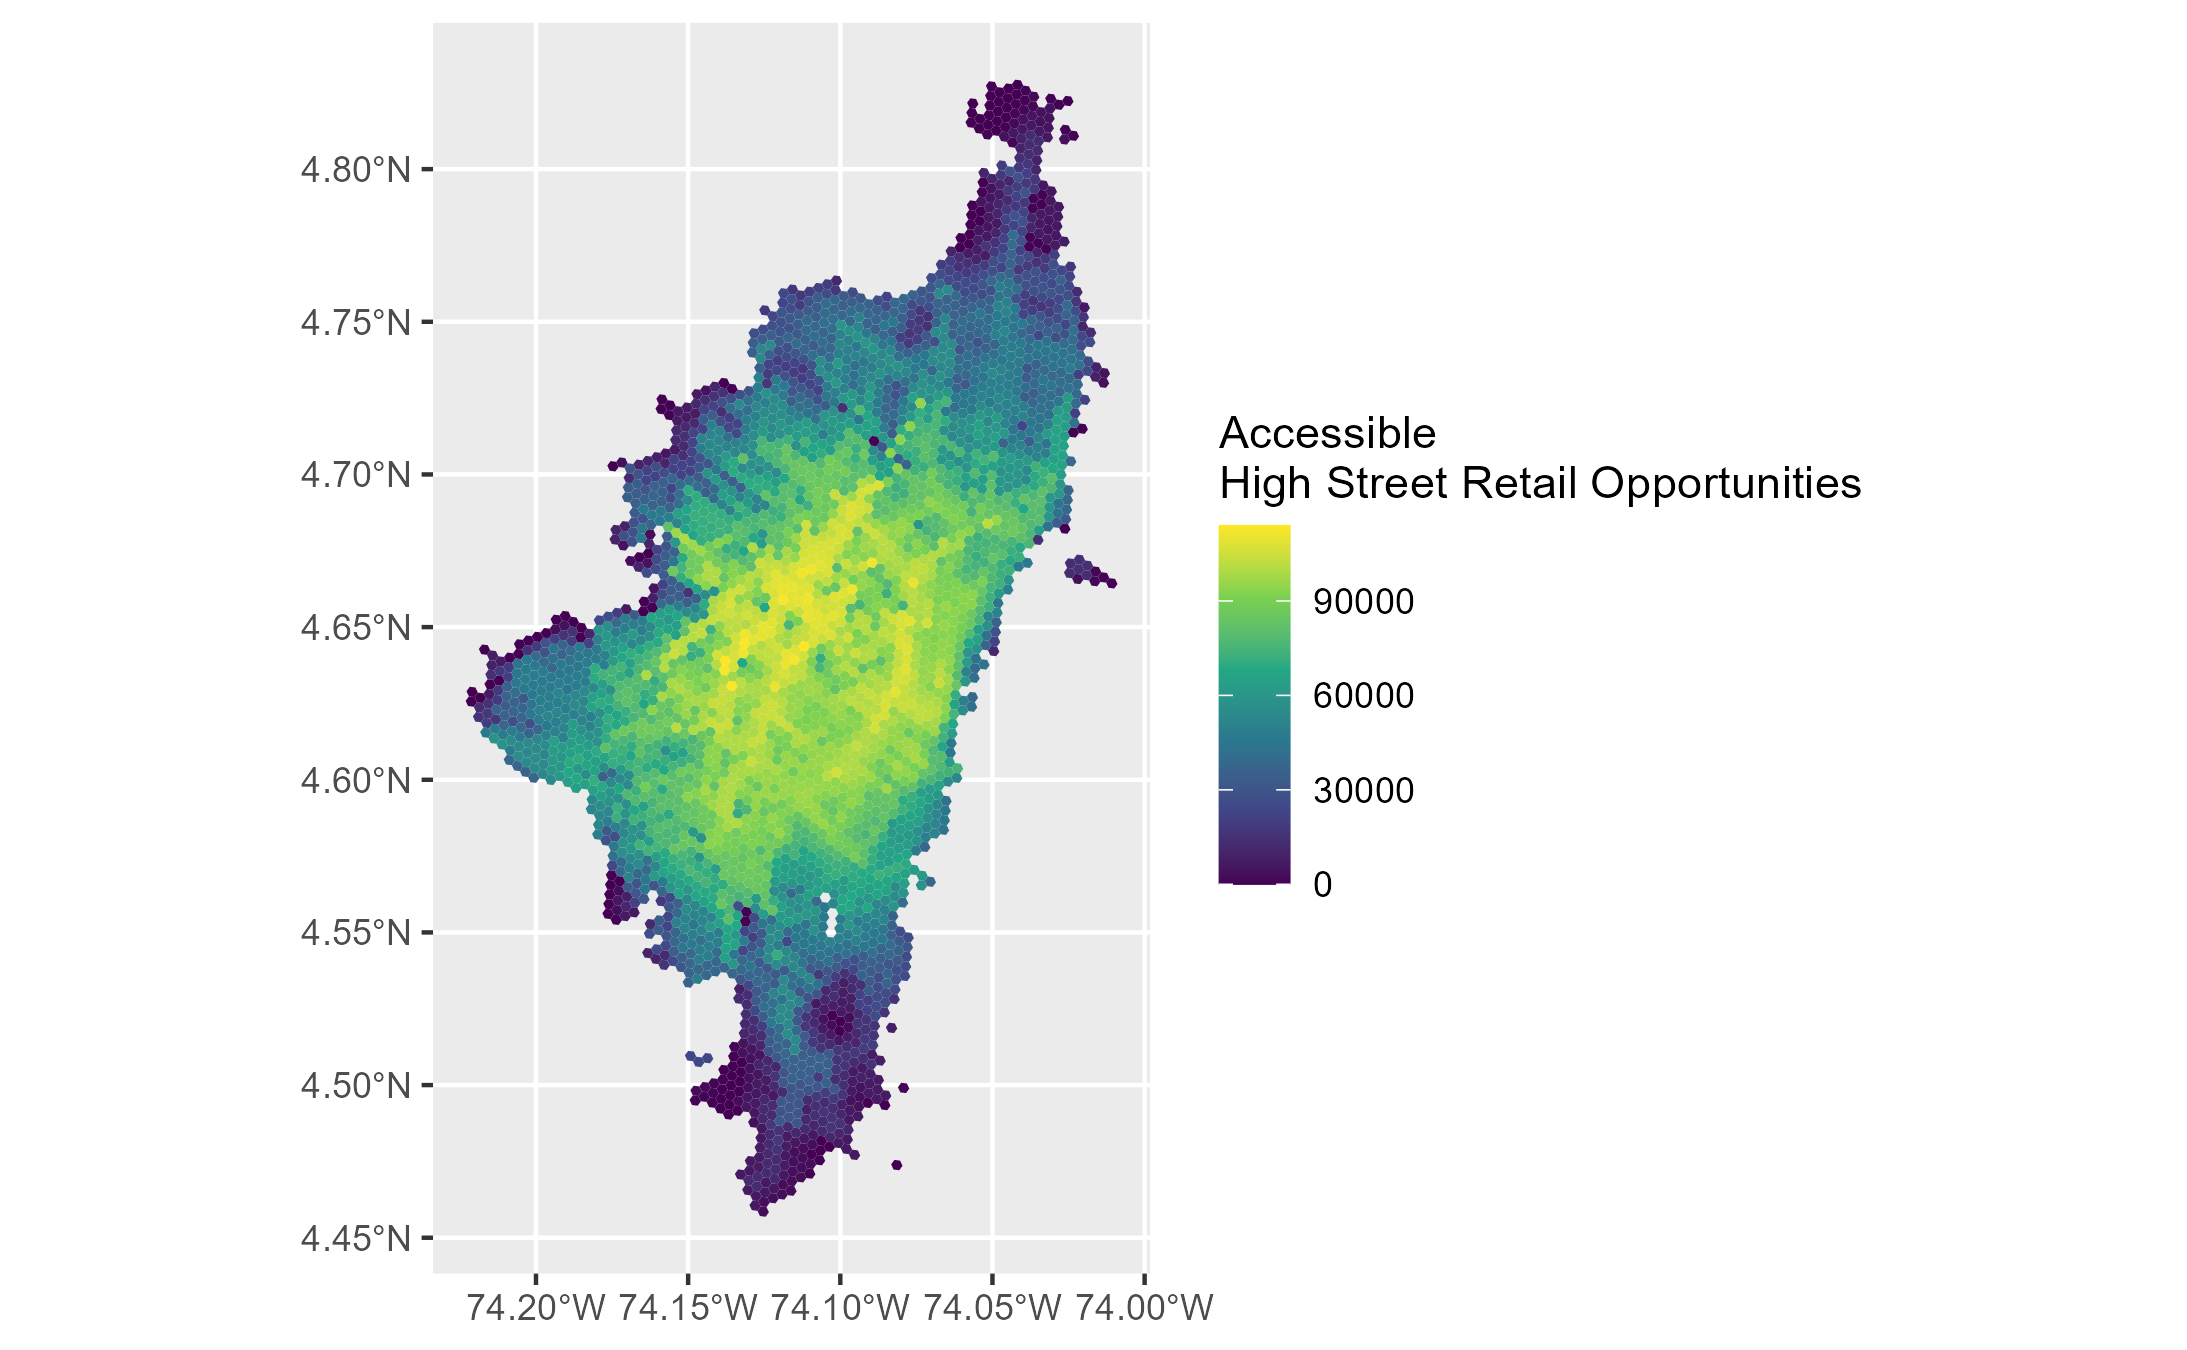 4.80°N
4.75°N
4.70°N
4.65°N
4.60°N
4.55°N
4.50°N
4.45°N
74.20°W 74.15°W 74.10°W 74.05°W 74.00°W
Accessible
High Street Retail Opportunities
90000
60000
30000
0